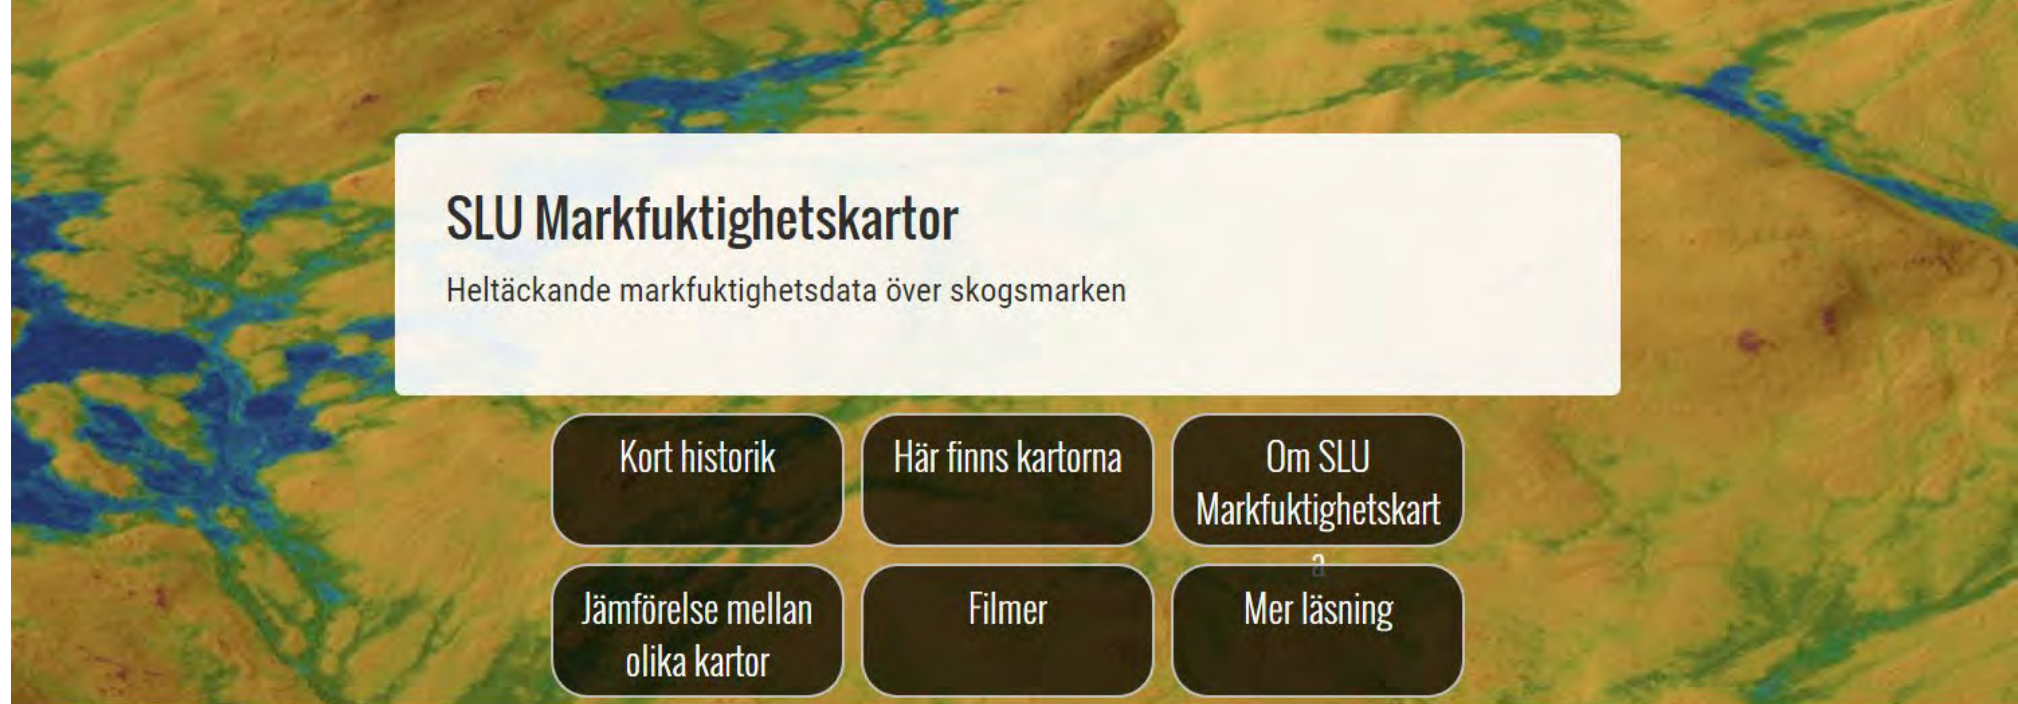 SLU Markfuktighetskartor
Heltäckande markfuktighetsdata över skogsmarken
Kort historik
Här finns kartorna
Om SLU
Markfuktighetskart
a
Jämförelse mellan
olika kartor
Filmer
Mer läsning